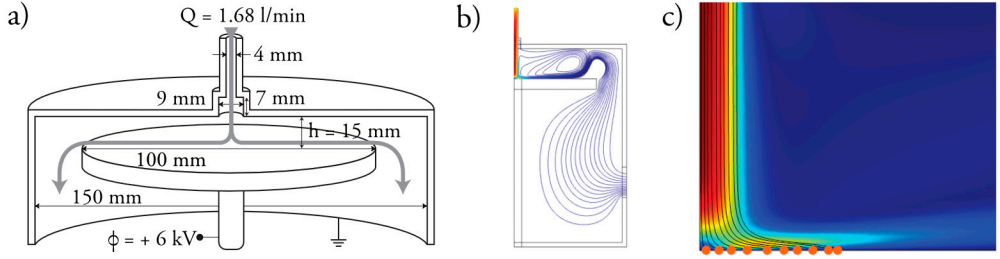 a)
Q = 1.68 l/min
4 mm
9 mm
7 mm
h = 15 mm
100 mm
150 mm
ϕ = + 6 kV
b)
c)